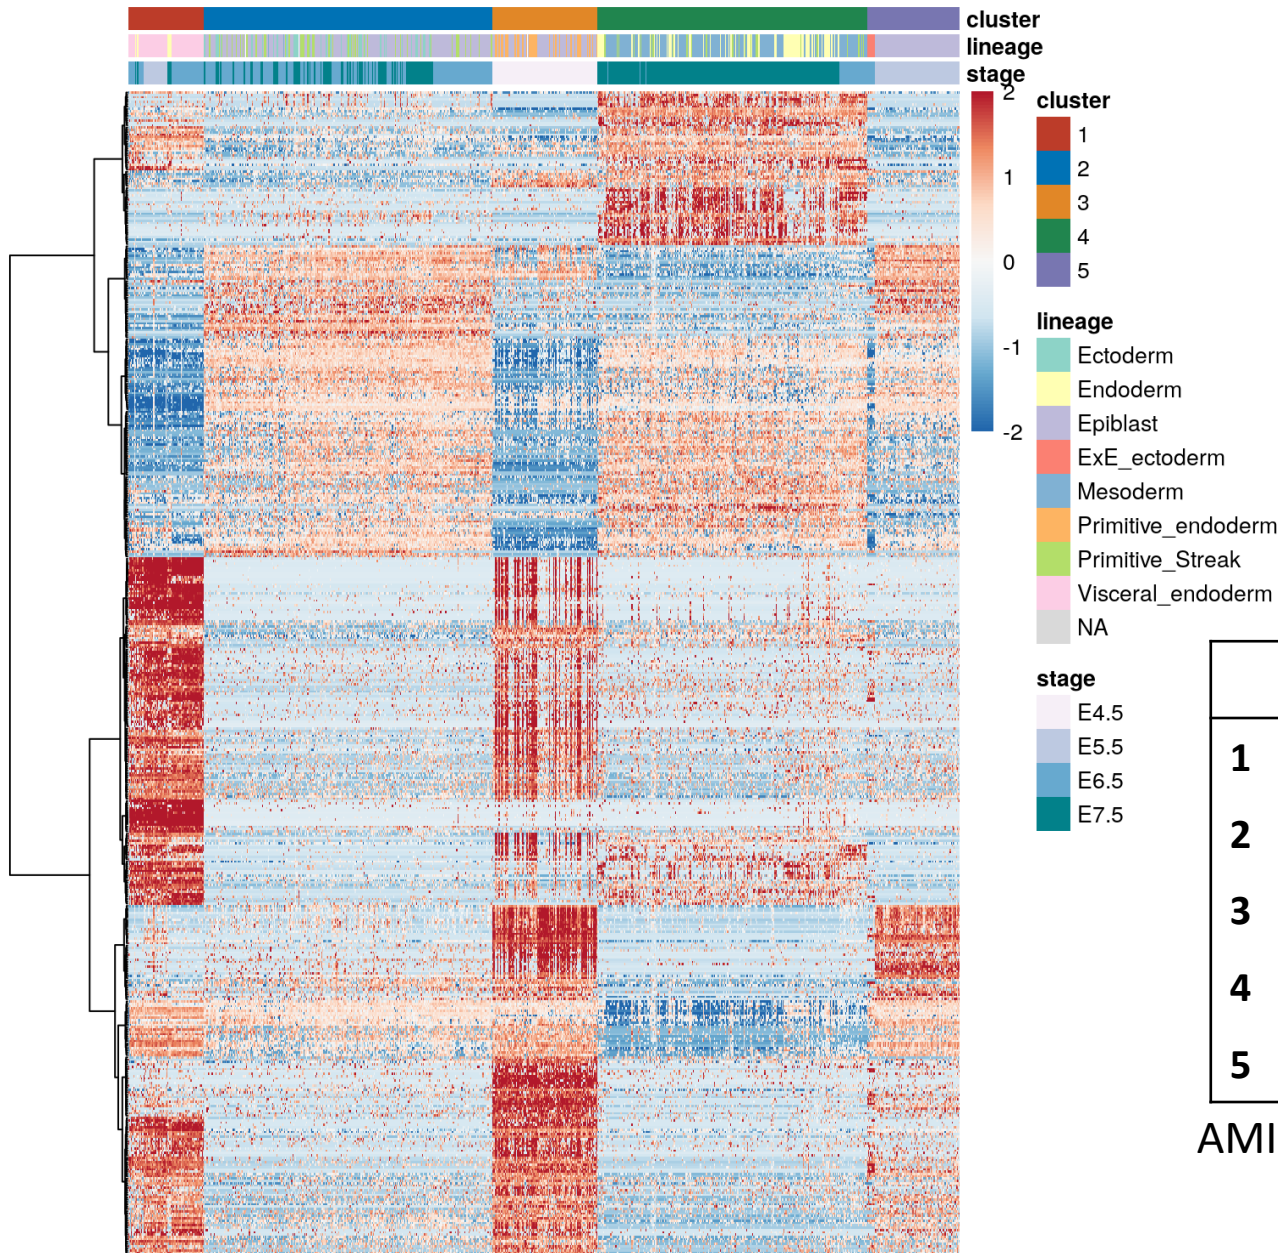 cluster
lineage
stage
2
1
0
-1
-2
cluster
1
2
3
4
5
lineage
Ectoderm
Endoderm
Epiblast
ExE_ectoderm
Mesoderm
Primitive_endoderm
Primitive_Streak
Visceral_endoderm
NA
stage
E4.5
E5.5
E6.5
E7.5
1
2
3
4
5
AMI